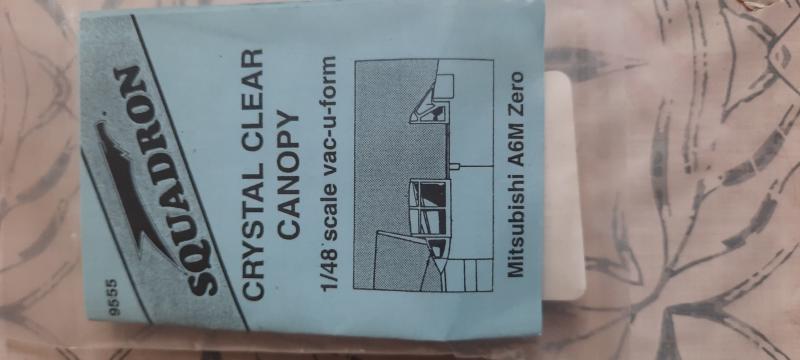 9555
SQUADRON
CRYSTAL CLEAR
CANOPY
1/48 scale vac-u-form
Mitsubishi A6M Zero